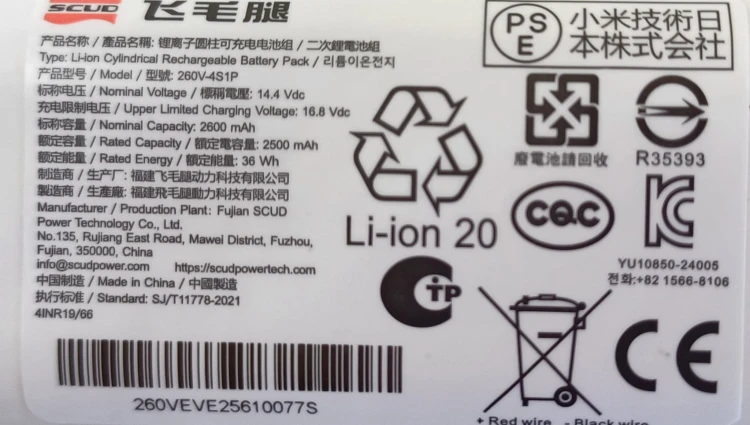 SCUD 飞毛腿
产品名称 / 產品名稱: 锂离子圆柱可充电电池组 / 二次鋰電池組
Type: Li-ion Cylindrical Rechargeable Battery Pack / 리튬이온전지
产品型号 / Model / 型號: 260V-4S1P
标称电压 / Nominal Voltage / 標稱電壓: 14.4 Vdc
充电限制电压 / Upper Limited Charging Voltage: 16.8 Vdc
标称容量 / Nominal Capacity: 2600 mAh
额定容量 / Rated Capacity / 額定電容量: 2500 mAh
额定能量 / Rated Energy / 額定能量: 36 Wh
制造商 / 生产厂: 福建飞毛腿动力科技有限公司
製造商 / 生產廠: 福建飛毛腿動力科技有限公司
Manufacturer / Production Plant: Fujian SCUD
Power Technology Co., Ltd.
No.135, Rujiang East Road, Mawei District, Fuzhou,
Fujian, 350000, China
info@scudpower.com https://scudpowertech.com
中国制造 / Made in China / 中國製造
执行标准 / Standard: SJ/T11778-2021
4INR19/66
260VEVE25610077S
PS
E
小米技術日
本株式会社
廢電池請回收
R35393
Li-ion 20
CQC
KC
YU10850-24005
전화:+82 1566-8106
CTP
CE
+ Red wire - Black wire